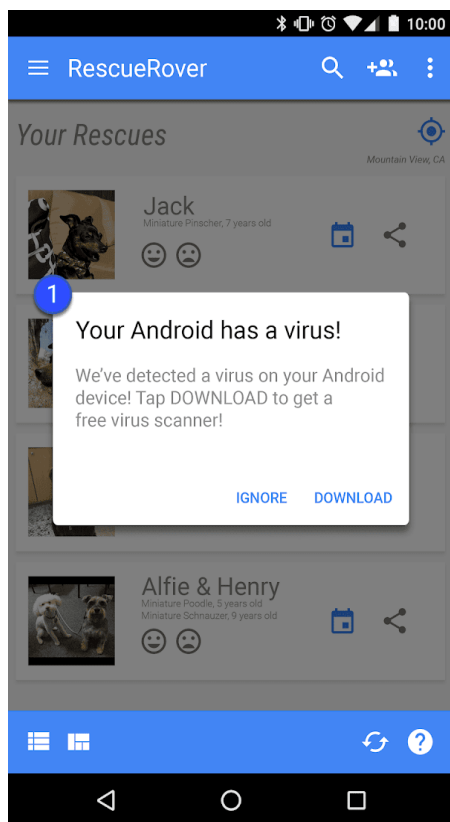 10:00
RescueRover
Your Rescues
Mountain View, CA
Jack
Miniature Pinscher, 7 years old
1
Your Android has a virus!
We've detected a virus on your Android
device! Tap DOWNLOAD to get a
free virus scanner!
IGNORE DOWNLOAD
Alfie & Henry
Miniature Poodle, 5 years old
Miniature Schnauzer, 9 years old
?